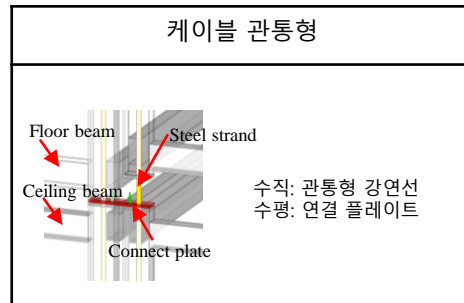 케이블 관통형
Floor beam
Steel strand
Ceiling beam
Connect plate
수직: 관통형 강연선
수평: 연결 플레이트